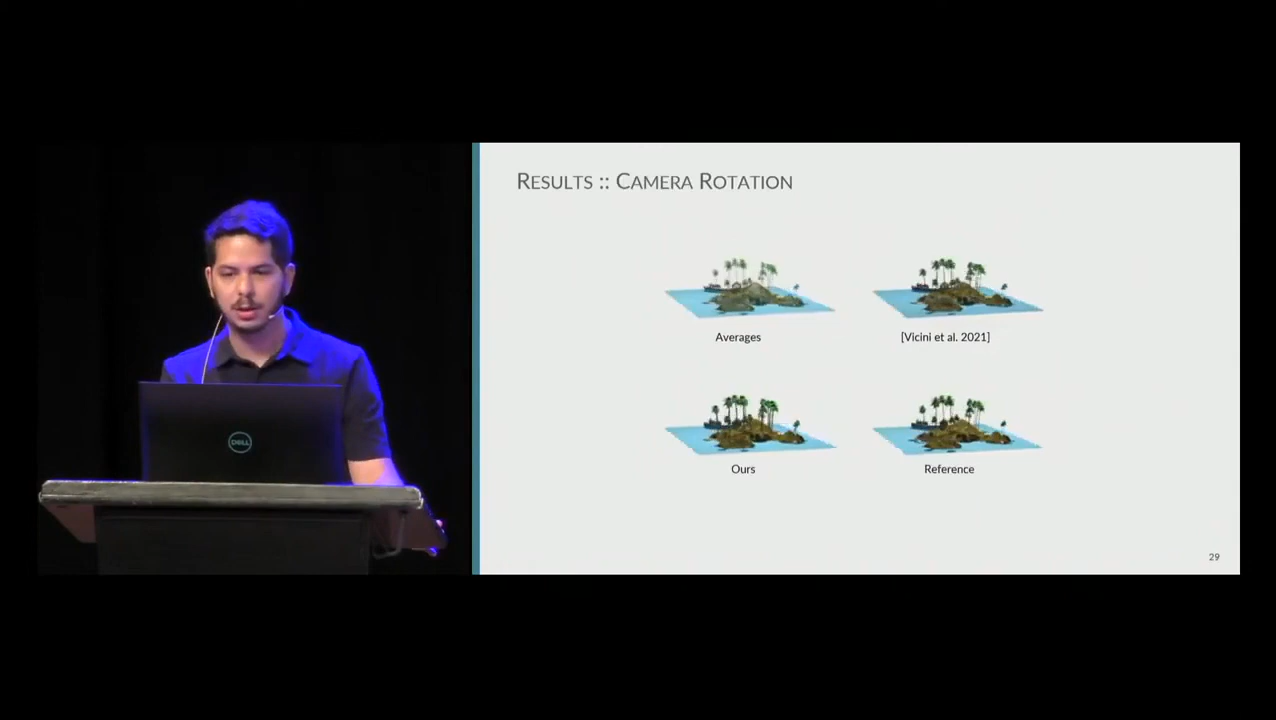 RESULTS :: CAMERA ROTATION
Averages
[Vicini et al. 2021]
Ours
Reference
29
DELL